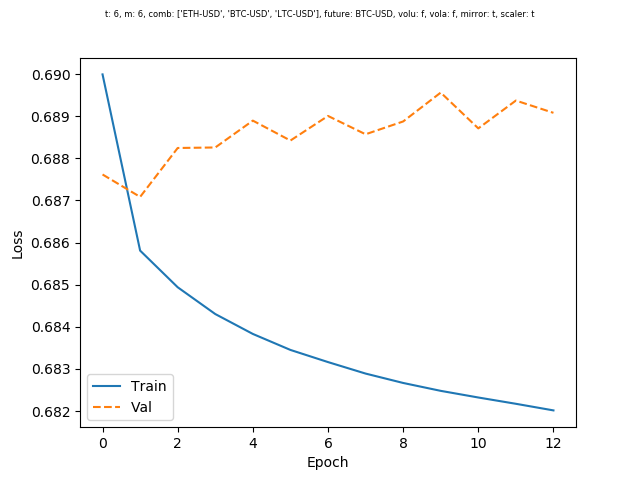 t: 6, m: 6, comb: ['ETH-USD', 'BTC-USD', 'LTC-USD'], future: BTC-USD, volu: f, vola: f, mirror: t, scaler: t
0.690
0.689
0.688
0.687
0.686
0.685
0.684
0.683
0.682
Loss
Train
Val
0 2 4 6 8 10 12
Epoch